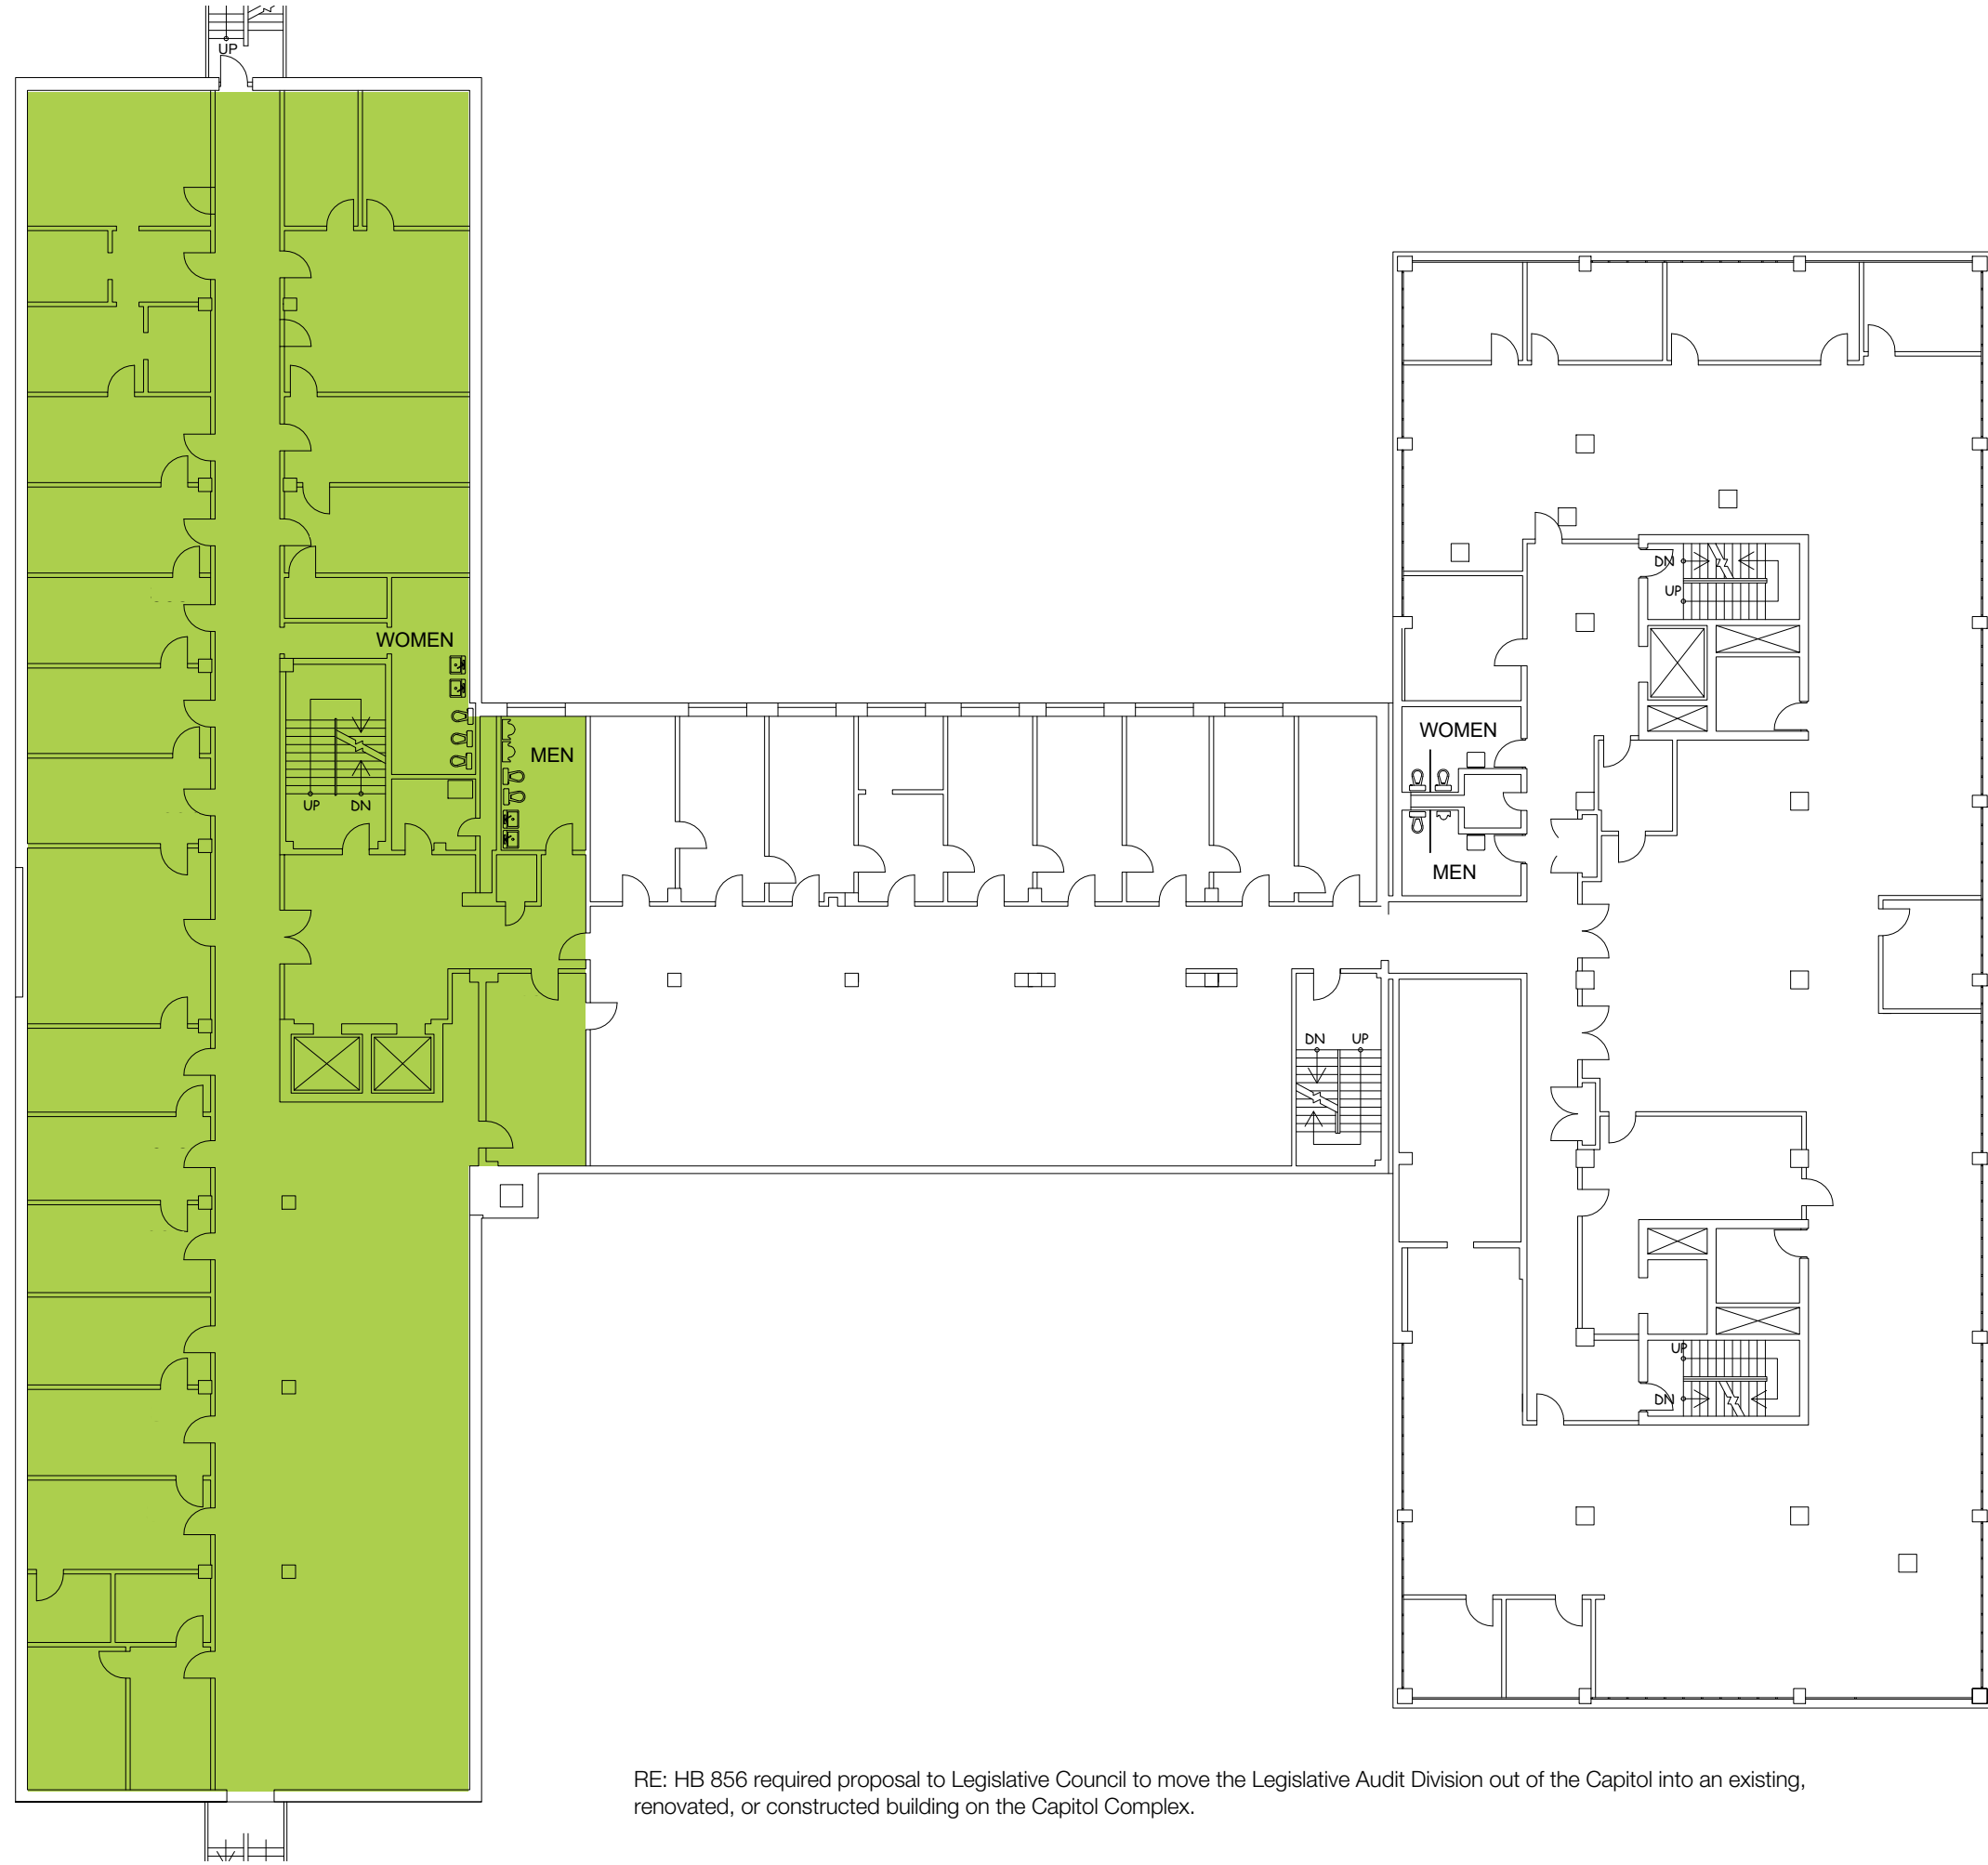 UP
WOMEN
MEN
UP
DN
DN
UP
WOMEN
MEN
DN
UP
UP
DN
RE: HB 856 required proposal to Legislative Council to move the Legislative Audit Division out of the Capitol into an existing,
renovated, or constructed building on the Capitol Complex.